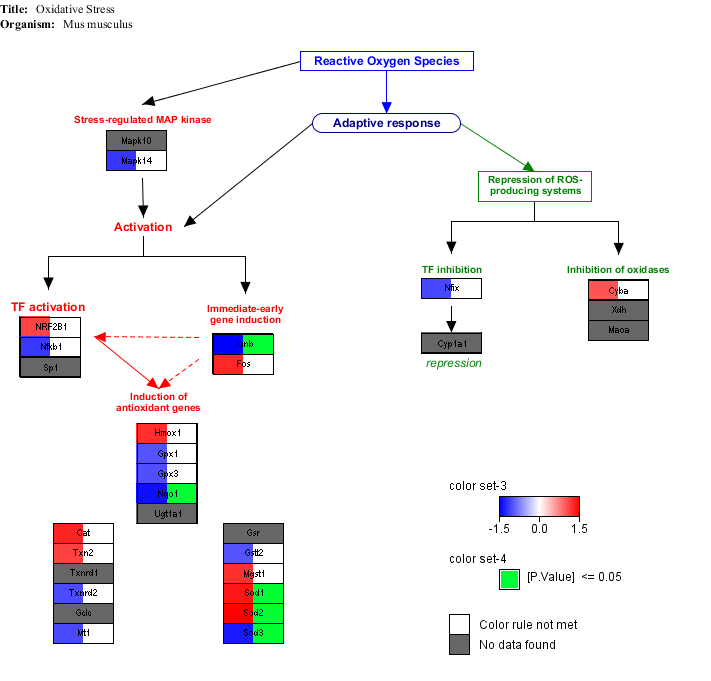 Title: Oxidative Stress
Organism: Mus musculus
Reactive Oxygen Species
Stress-regulated MAP kinase
Adaptive response
Mapk10
Mapk14
Repression of ROS-
producing systems
Activation
TF inhibition
Inhibition of oxidases
Nfix
Cyba
Xdh
Maoa
TF activation
Immediate-early
gene induction
NRF2B1
Nfkb1
Sp1
Junb
Fos
Cyp1a1
repression
Induction of
antioxidant genes
Hmox1
Gpx1
Gpx3
Nqo1
Ugt1a1
Cat
Txn2
Txnrd1
Txnrd2
Gclc
Mt1
Gsr
Gstt2
Mgst1
Sod1
Sod2
Sod3
color set-3
-1.5 0.0 1.5
color set-4
[P.Value] <= 0.05
Color rule not met
No data found